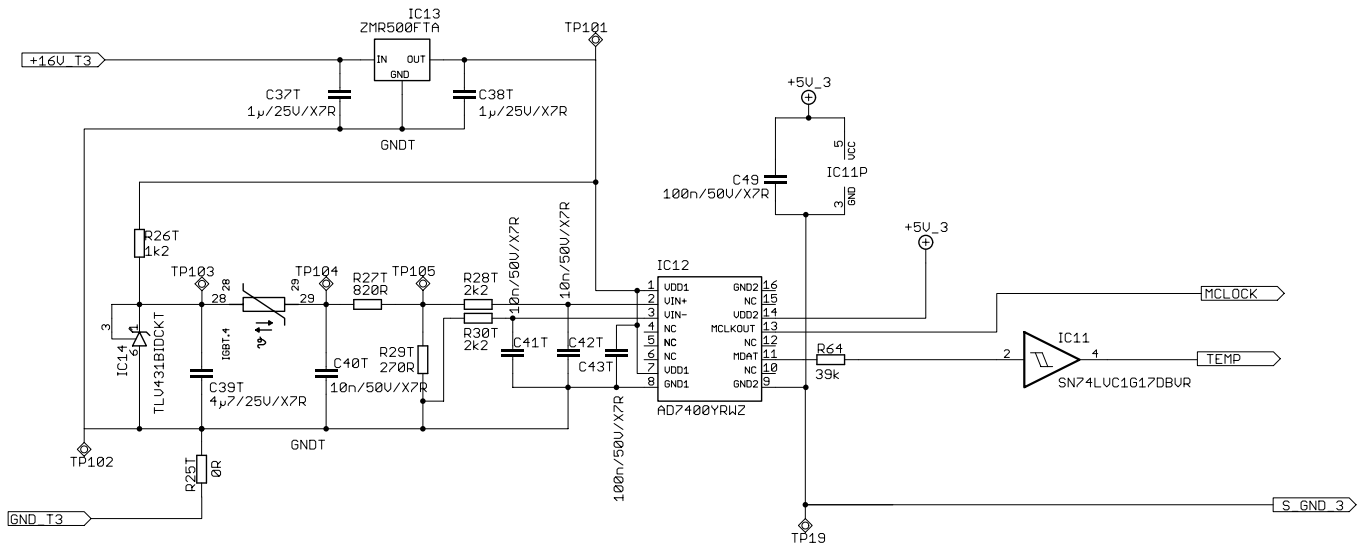 IC13
ZMR500FTA
TP101
+16V_T3
IN OUT
GND
C37T
1µ/25V/X7R
C38T
1µ/25V/X7R
GNDT
+5V_3
5
VCC
IC11P
C49
100n/50V/X7R
3
GND
R26T
1k2
TP103
28
28
29
29
TP104
R27T
820R
TP105
R28T
2k2
R30T
2k2
10n/50V/X7R
10n/50V/X7R
+5V_3
IC12
1 VDD1 GND2 16
2 VIN+ NC 15
3 VIN- VDD2 14
4 NC MCLKOUT 13
5 NC NC 12
6 NC MDAT 11
7 VDD1 NC 10
8 GND1 GND2 9
AD7400YRWZ
MCLOCK
3
1
6
IC14
TLV431BIDCKT
IGBT.4
ϑ
R29T
270R
C41T
C42T
C43T
100n/50V/X7R
C39T
4µ7/25V/X7R
C40T
10n/50V/X7R
R64
39k
2
IC11
4
SN74LVC1G17DBVR
TEMP
GNDT
TP102
R25T
0R
GND_T3
S_GND_3
TP19